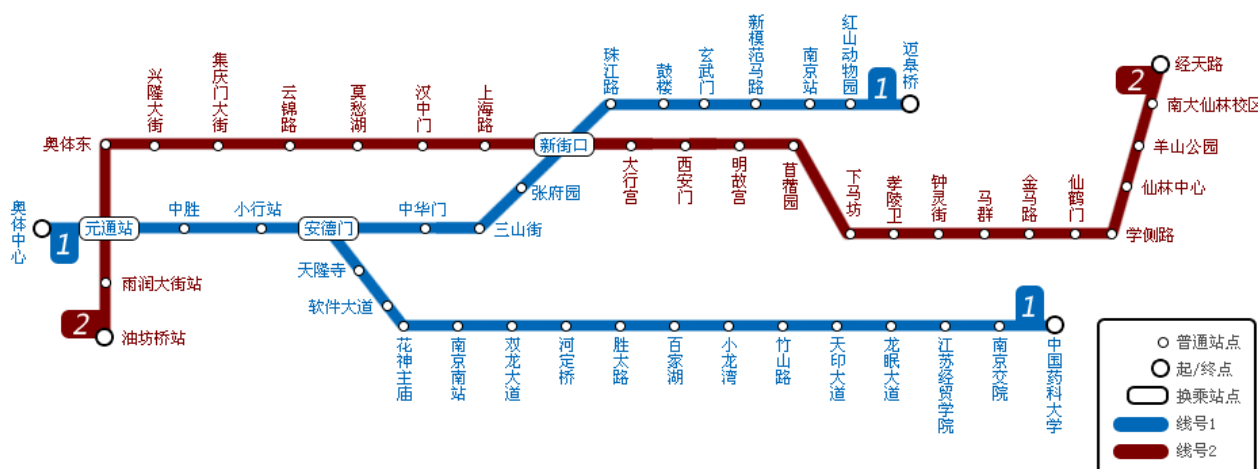 兴隆大街
集庆门大街
云锦路
莫愁湖
汉中门
上海路
珠江路
鼓楼
玄武门
新模范马路
南京站
红山动物园
1
迈皋桥
经天路
2
南大仙林校区
羊山公园
仙林中心
学侧路
奥体东
新街口
大行宫
西安门
明故宫
苜蓿园
下马坊
孝陵卫
钟灵街
马群
金马路
仙鹤门
张府园
奥体中心
1
元通站
中胜
小行站
安德门
中华门
三山街
天隆寺
软件大道
雨润大街站
2
油坊桥站
花神主庙
南京南站
双龙大道
河定桥
胜太路
百家湖
小龙湾
竹山路
天印大道
龙眠大道
江苏经贸学院
南京交院
1
中国药科大学
普通站点
起/终点
换乘站点
线号1
线号2